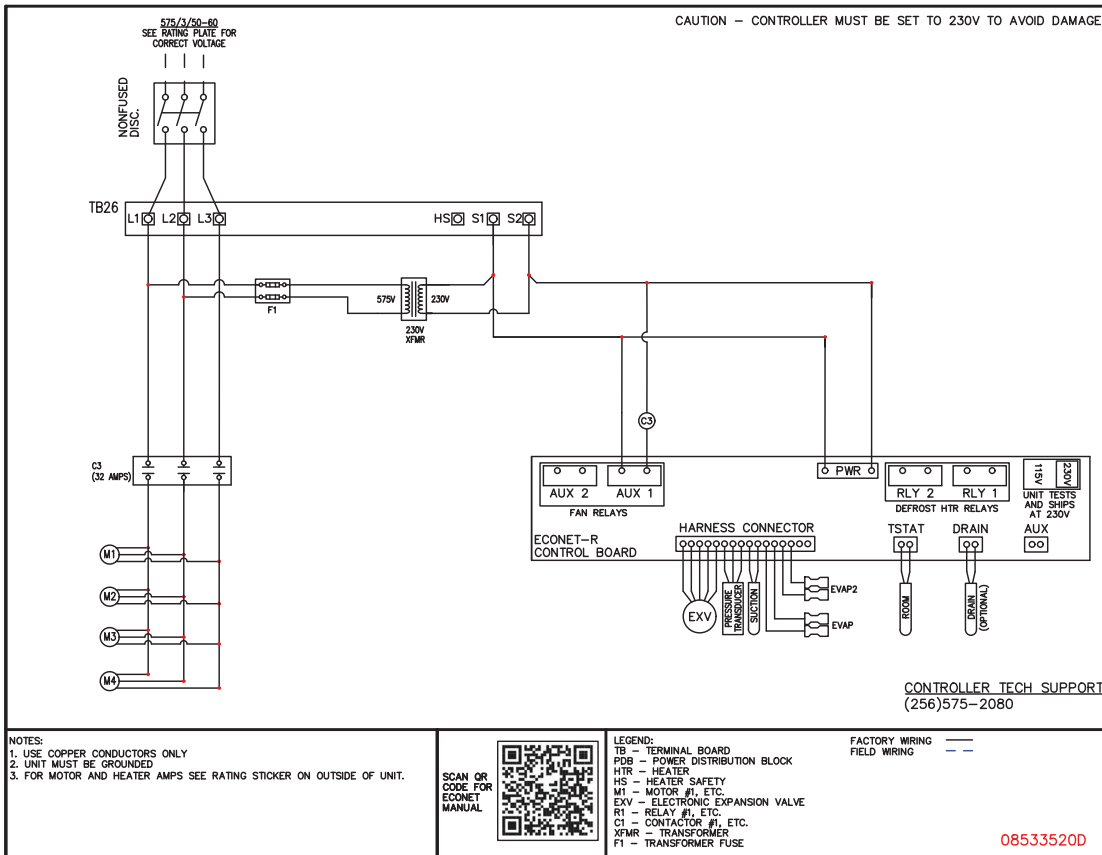 575/3/50-60
SEE RATING PLATE FOR
CORRECT VOLTAGE
CAUTION - CONTROLLER MUST BE SET TO 230V TO AVOID DAMAGE
NONFUSED
DISC.
TB26
L1
L2
L3
HS
S1
S2
F1
575V
230V
230V
XFMR
C3
C3
(32 AMPS)
M1
M2
M3
M4
AUX 2
AUX 1
FAN RELAYS
PWR
RLY 2
RLY 1
DEFROST HTR RELAYS
115V
230V
UNIT TESTS
AND SHIPS
AT 230V
ECONET-R
CONTROL BOARD
HARNESS CONNECTOR
TSTAT
DRAIN
AUX
EXV
PRESSURE
TRANSDUCER
SUCTION
EVAP2
EVAP
ROOM
DRAIN
(OPTIONAL)
CONTROLLER TECH SUPPORT
(256)575-2080
NOTES:
1. USE COPPER CONDUCTORS ONLY
2. UNIT MUST BE GROUNDED
3. FOR MOTOR AND HEATER AMPS SEE RATING STICKER ON OUTSIDE OF UNIT.
SCAN QR
CODE FOR
ECONET
MANUAL
LEGEND:
TB - TERMINAL BOARD
PDB - POWER DISTRIBUTION BLOCK
HTR - HEATER
HS - HEATER SAFETY
M1 - MOTOR #1, ETC.
EXV - ELECTRONIC EXPANSION VALVE
R1 - RELAY #1, ETC.
C1 - CONTACTOR #1, ETC.
XFMR - TRANSFORMER
F1 - TRANSFORMER FUSE
FACTORY WIRING
FIELD WIRING
08533520D